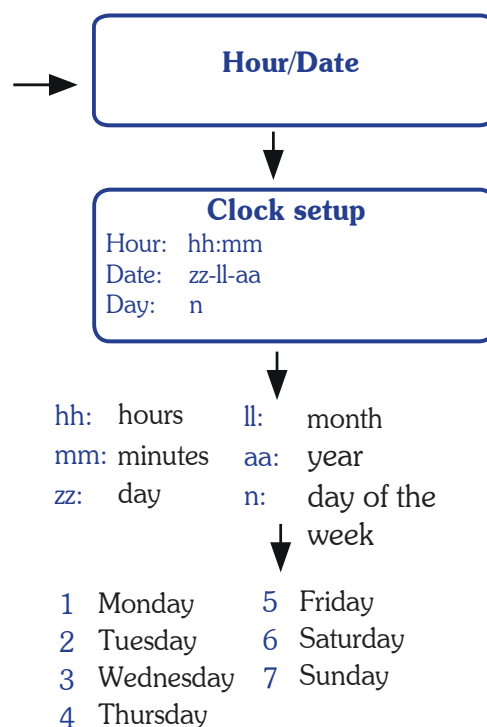 Hour/Date
Clock setup
Hour: hh:mm
Date: zz-ll-aa
Day: n
hh: hours
mm: minutes
zz: day
ll: month
aa: year
n: day of the
week
1 Monday
2 Tuesday
3 Wednesday
4 Thursday
5 Friday
6 Saturday
7 Sunday